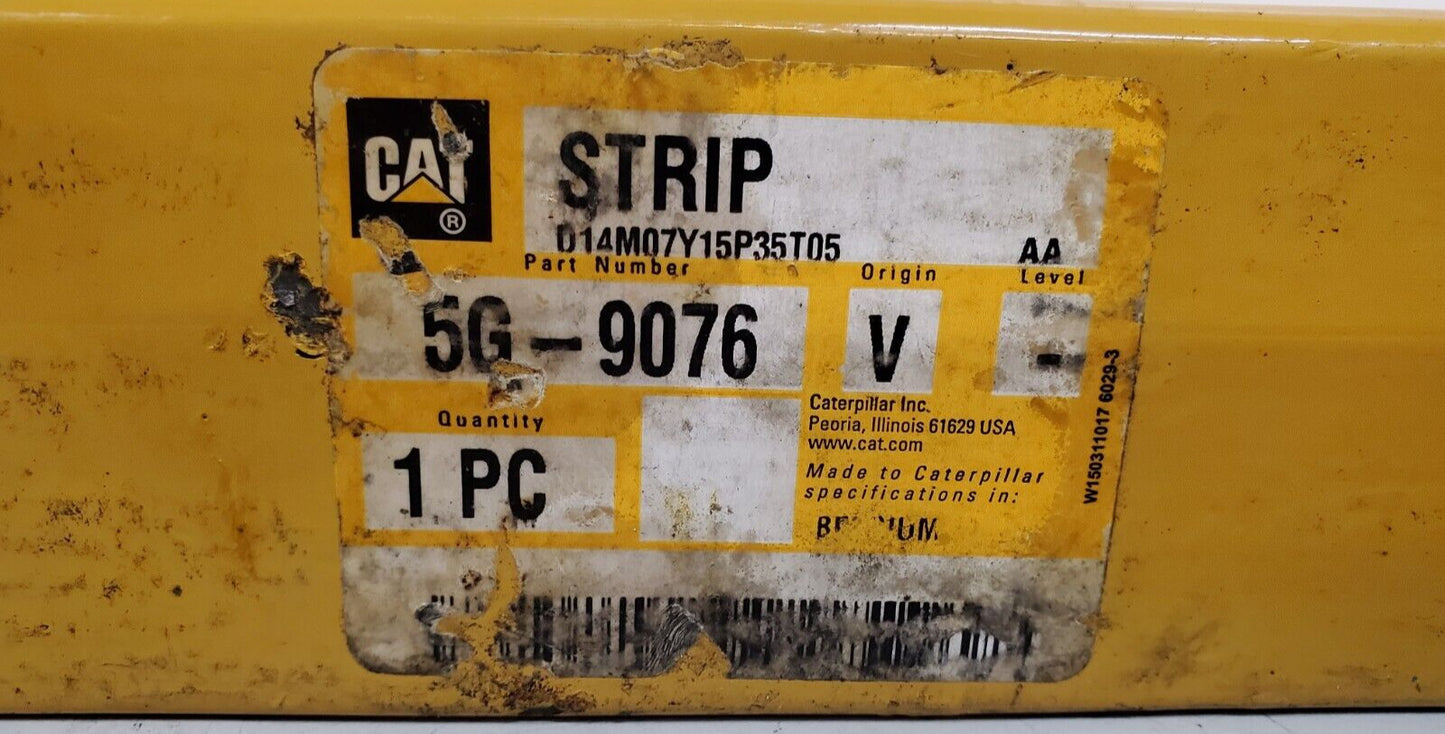 CAT
®
STRIP
D14M07Y15P35T05 AA
Part Number Origin Level
5G-9076 V -
Caterpillar Inc.
Peoria, Illinois 61629 USA
www.cat.com
Quantity
1 PC
Made to Caterpillar
specifications in:
W150311017 6029-3